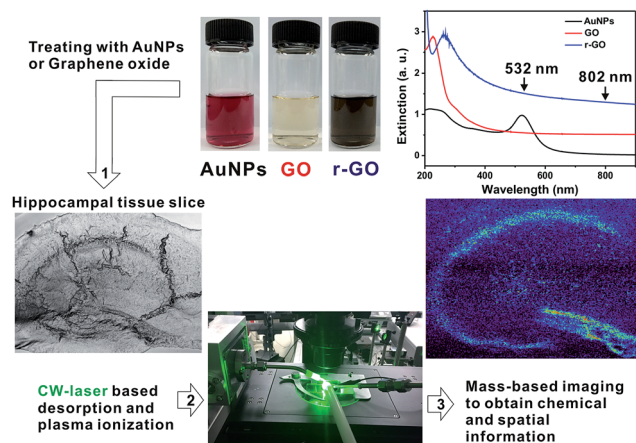 Treating with AuNPs
or Graphene oxide
AuNPs GO r-GO
Extinction (a. u.)
3
2
1
0
AuNPs
GO
r-GO
532 nm
802 nm
200 400 600 800
Wavelength (nm)
1
Hippocampal tissue slice
CW-laser based
desorption and
plasma ionization
2
3
Mass-based imaging
to obtain chemical
and spatial
information